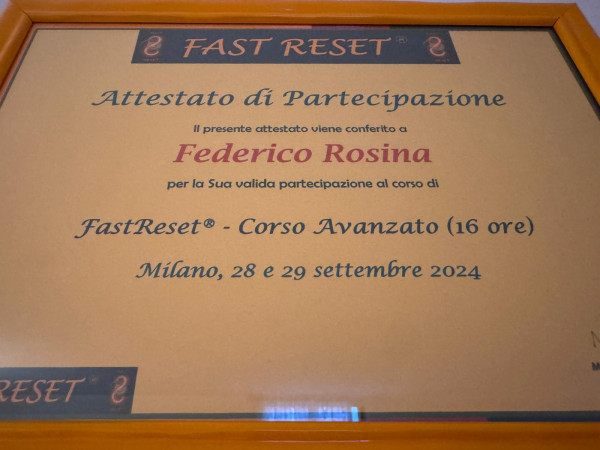 FAST RESET®
Attestato di Partecipazione
Il presente attestato viene conferito a
Federico Rosina
per la Sua valida partecipazione al corso di
FastReset® - Corso Avanzato (16 ore)
Milano, 28 e 29 settembre 2024
RESET®